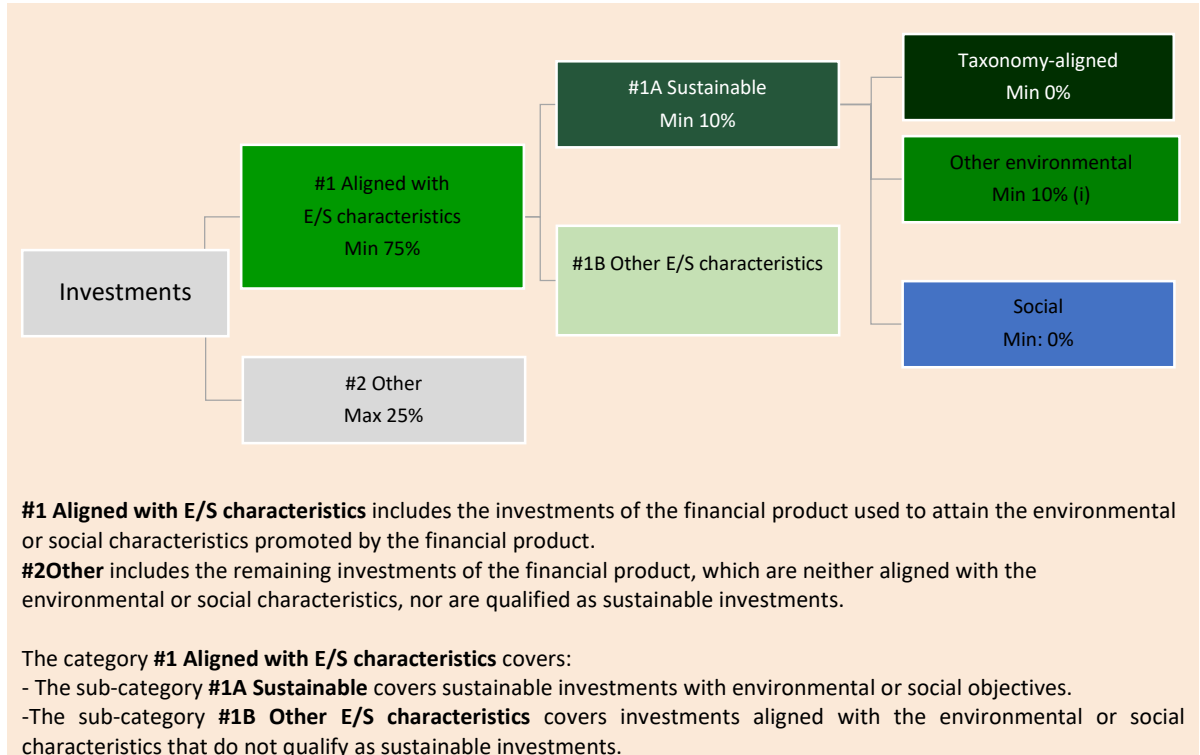 Investments
#1 Aligned with
E/S characteristics
Min 75%
#2 Other
Max 25%
#1A Sustainable
Min 10%
#1B Other E/S characteristics
Taxonomy-aligned
Min 0%
Other environmental
Min 10% (i)
Social
Min: 0%
#1 Aligned with E/S characteristics includes the investments of the financial product used to attain the environmental
or social characteristics promoted by the financial product.
#2Other includes the remaining investments of the financial product, which are neither aligned with the
environmental or social characteristics, nor are qualified as sustainable investments.
The category #1 Aligned with E/S characteristics covers:
- The sub-category #1A Sustainable covers sustainable investments with environmental or social objectives.
-The sub-category #1B Other E/S characteristics covers investments aligned with the environmental or social
characteristics that do not qualify as sustainable investments.